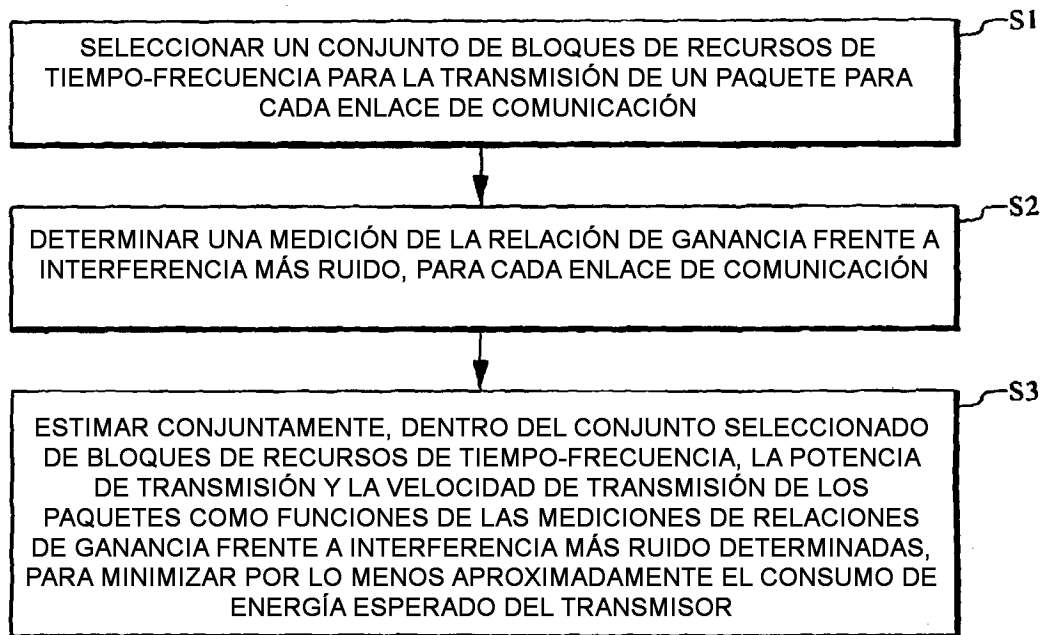 S1
SELECCIONAR UN CONJUNTO DE BLOQUES DE RECURSOS DE
TIEMPO-FRECUENCIA PARA LA TRANSMISIÓN DE UN PAQUETE PARA
CADA ENLACE DE COMUNICACIÓN
S2
DETERMINAR UNA MEDICIÓN DE LA RELACIÓN DE GANANCIA FRENTE A
INTERFERENCIA MÁS RUIDO, PARA CADA ENLACE DE COMUNICACIÓN
S3
ESTIMAR CONJUNTAMENTE, DENTRO DEL CONJUNTO SELECCIONADO
DE BLOQUES DE RECURSOS DE TIEMPO-FRECUENCIA, LA POTENCIA
DE TRANSMISIÓN Y LA VELOCIDAD DE TRANSMISIÓN DE LOS
PAQUETES COMO FUNCIONES DE LAS MEDICIONES DE RELACIONES
DE GANANCIA FRENTE A INTERFERENCIA MÁS RUIDO DETERMINADAS,
PARA MINIMIZAR POR LO MENOS APROXIMADAMENTE EL CONSUMO DE
ENERGÍA ESPERADO DEL TRANSMISOR